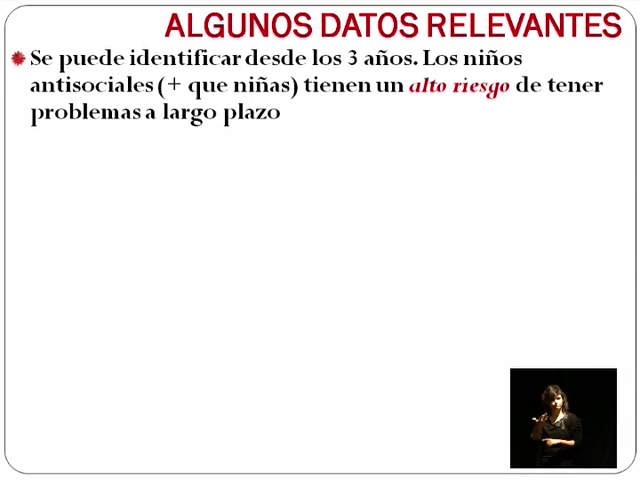 ALGUNOS DATOS RELEVANTES
Se puede identificar desde los 3 años. Los niños
antisociales (+ que niñas) tienen un alto riesgo de tener
problemas a largo plazo